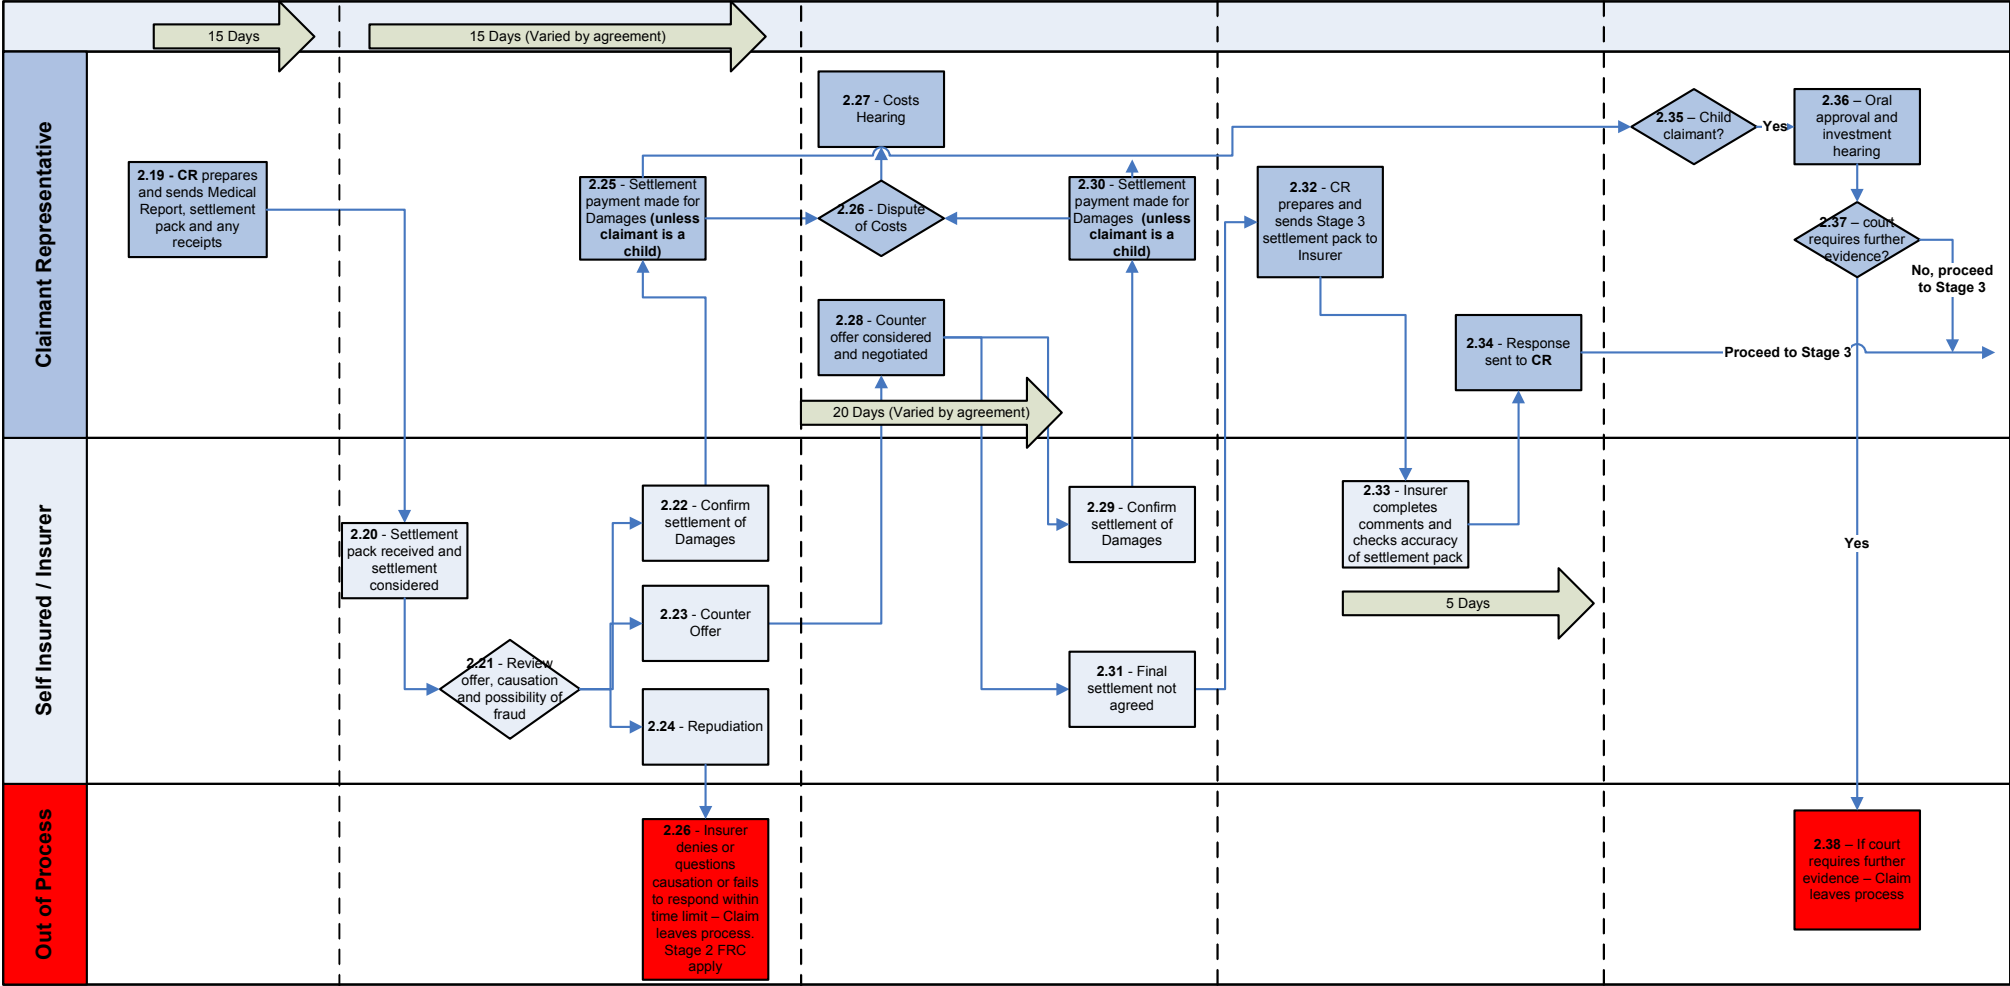 15 Days
15 Days (Varied by agreement)
Claimant Representative
2.19 - CR prepares
and sends Medical
Report, settlement
pack and any
receipts
2.25 - Settlement
payment made for
Damages (unless
claimant is a
child)
2.27 - Costs
Hearing
2.26 - Dispute
of Costs
2.30 - Settlement
payment made for
Damages (unless
claimant is a
child)
2.28 - Counter
offer considered
and negotiated
20 Days (Varied by agreement)
2.32 - CR
prepares and
sends Stage 3
settlement pack to
Insurer
2.34 - Response
sent to CR
2.35 – Child
claimant?
Yes
2.36 – Oral
approval and
investment
hearing
2.37 – court
requires further
evidence?
No, proceed
to Stage 3
Proceed to Stage 3
Self Insured / Insurer
2.20 - Settlement
pack received and
settlement
considered
2.21 - Review
offer, causation
and possibility of
fraud
2.22 - Confirm
settlement of
Damages
2.23 - Counter
Offer
2.24 - Repudiation
2.29 - Confirm
settlement of
Damages
2.31 - Final
settlement not
agreed
2.33 - Insurer
completes
comments and
checks accuracy
of settlement pack
5 Days
Yes
Out of Process
2.26 - Insurer
denies or
questions
causation or fails
to respond within
time limit – Claim
leaves process.
Stage 2 FRC
apply
2.38 – If court
requires further
evidence – Claim
leaves process